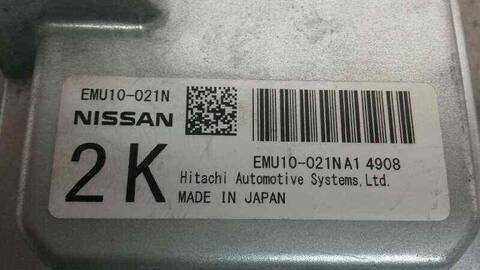 EMU10-021N
NISSAN
2K
EMU10-021NA1 4908
Hitachi Automotive Systems,Ltd.
MADE IN JAPAN